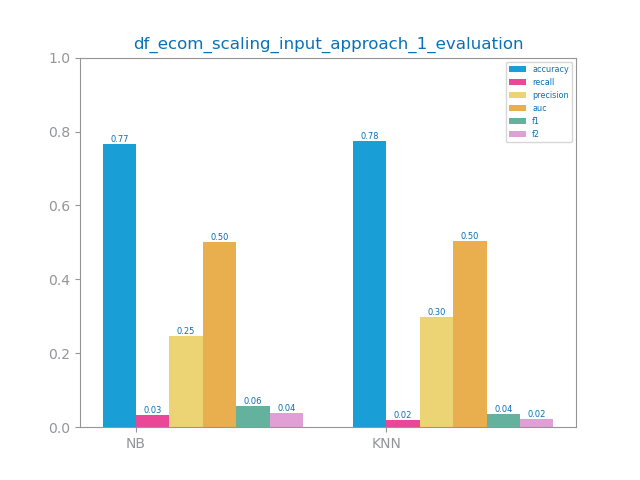 df_ecom_scaling_input_approach_1_evaluation
1.0
0.8
0.6
0.4
0.2
0.0
accuracy
recall
precision
auc
f1
f2
0.77
0.03
0.25
0.50
0.06
0.04
0.78
0.02
0.30
0.50
0.04
0.02
NB
KNN